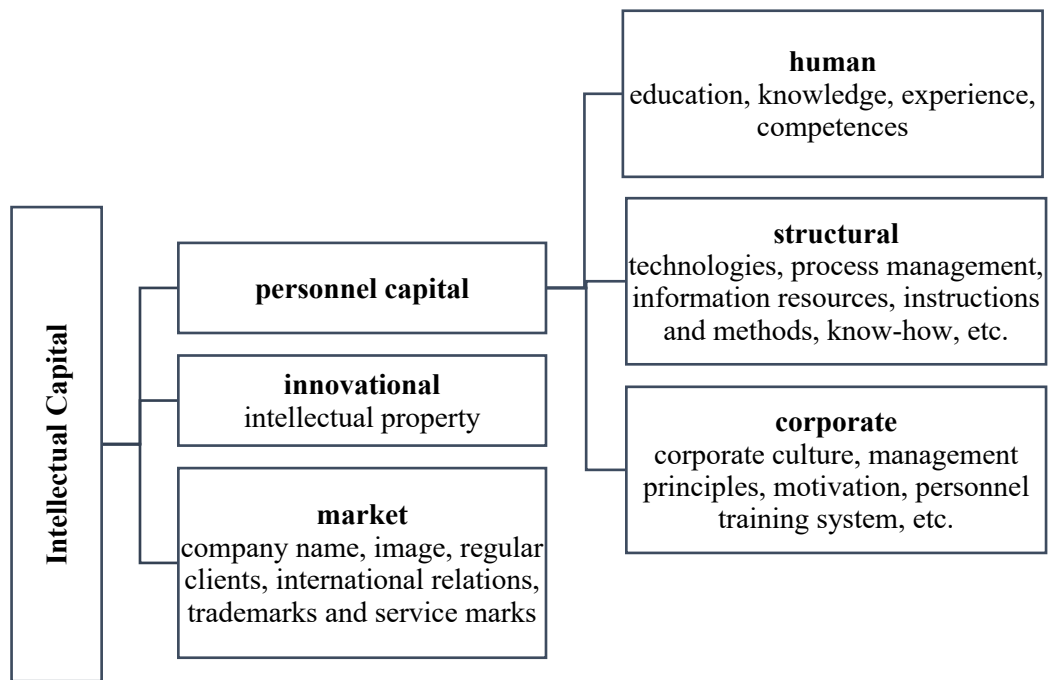 Intellectual Capital
personnel capital
innovational
intellectual property
market
company name, image, regular
clients, international relations,
trademarks and service marks
human
education, knowledge, experience,
competences
structural
technologies, process management,
information resources, instructions
and methods, know-how, etc.
corporate
corporate culture, management
principles, motivation, personnel
training system, etc.